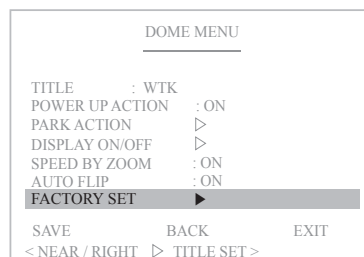 DOME MENU
TITLE : WTK
POWER UP ACTION : ON
PARK ACTION ▷
DISPLAY ON/OFF ▷
SPEED BY ZOOM : ON
AUTO FLIP : ON
FACTORY SET ▶
SAVE BACK EXIT
< NEAR / RIGHT ▷ TITLE SET >